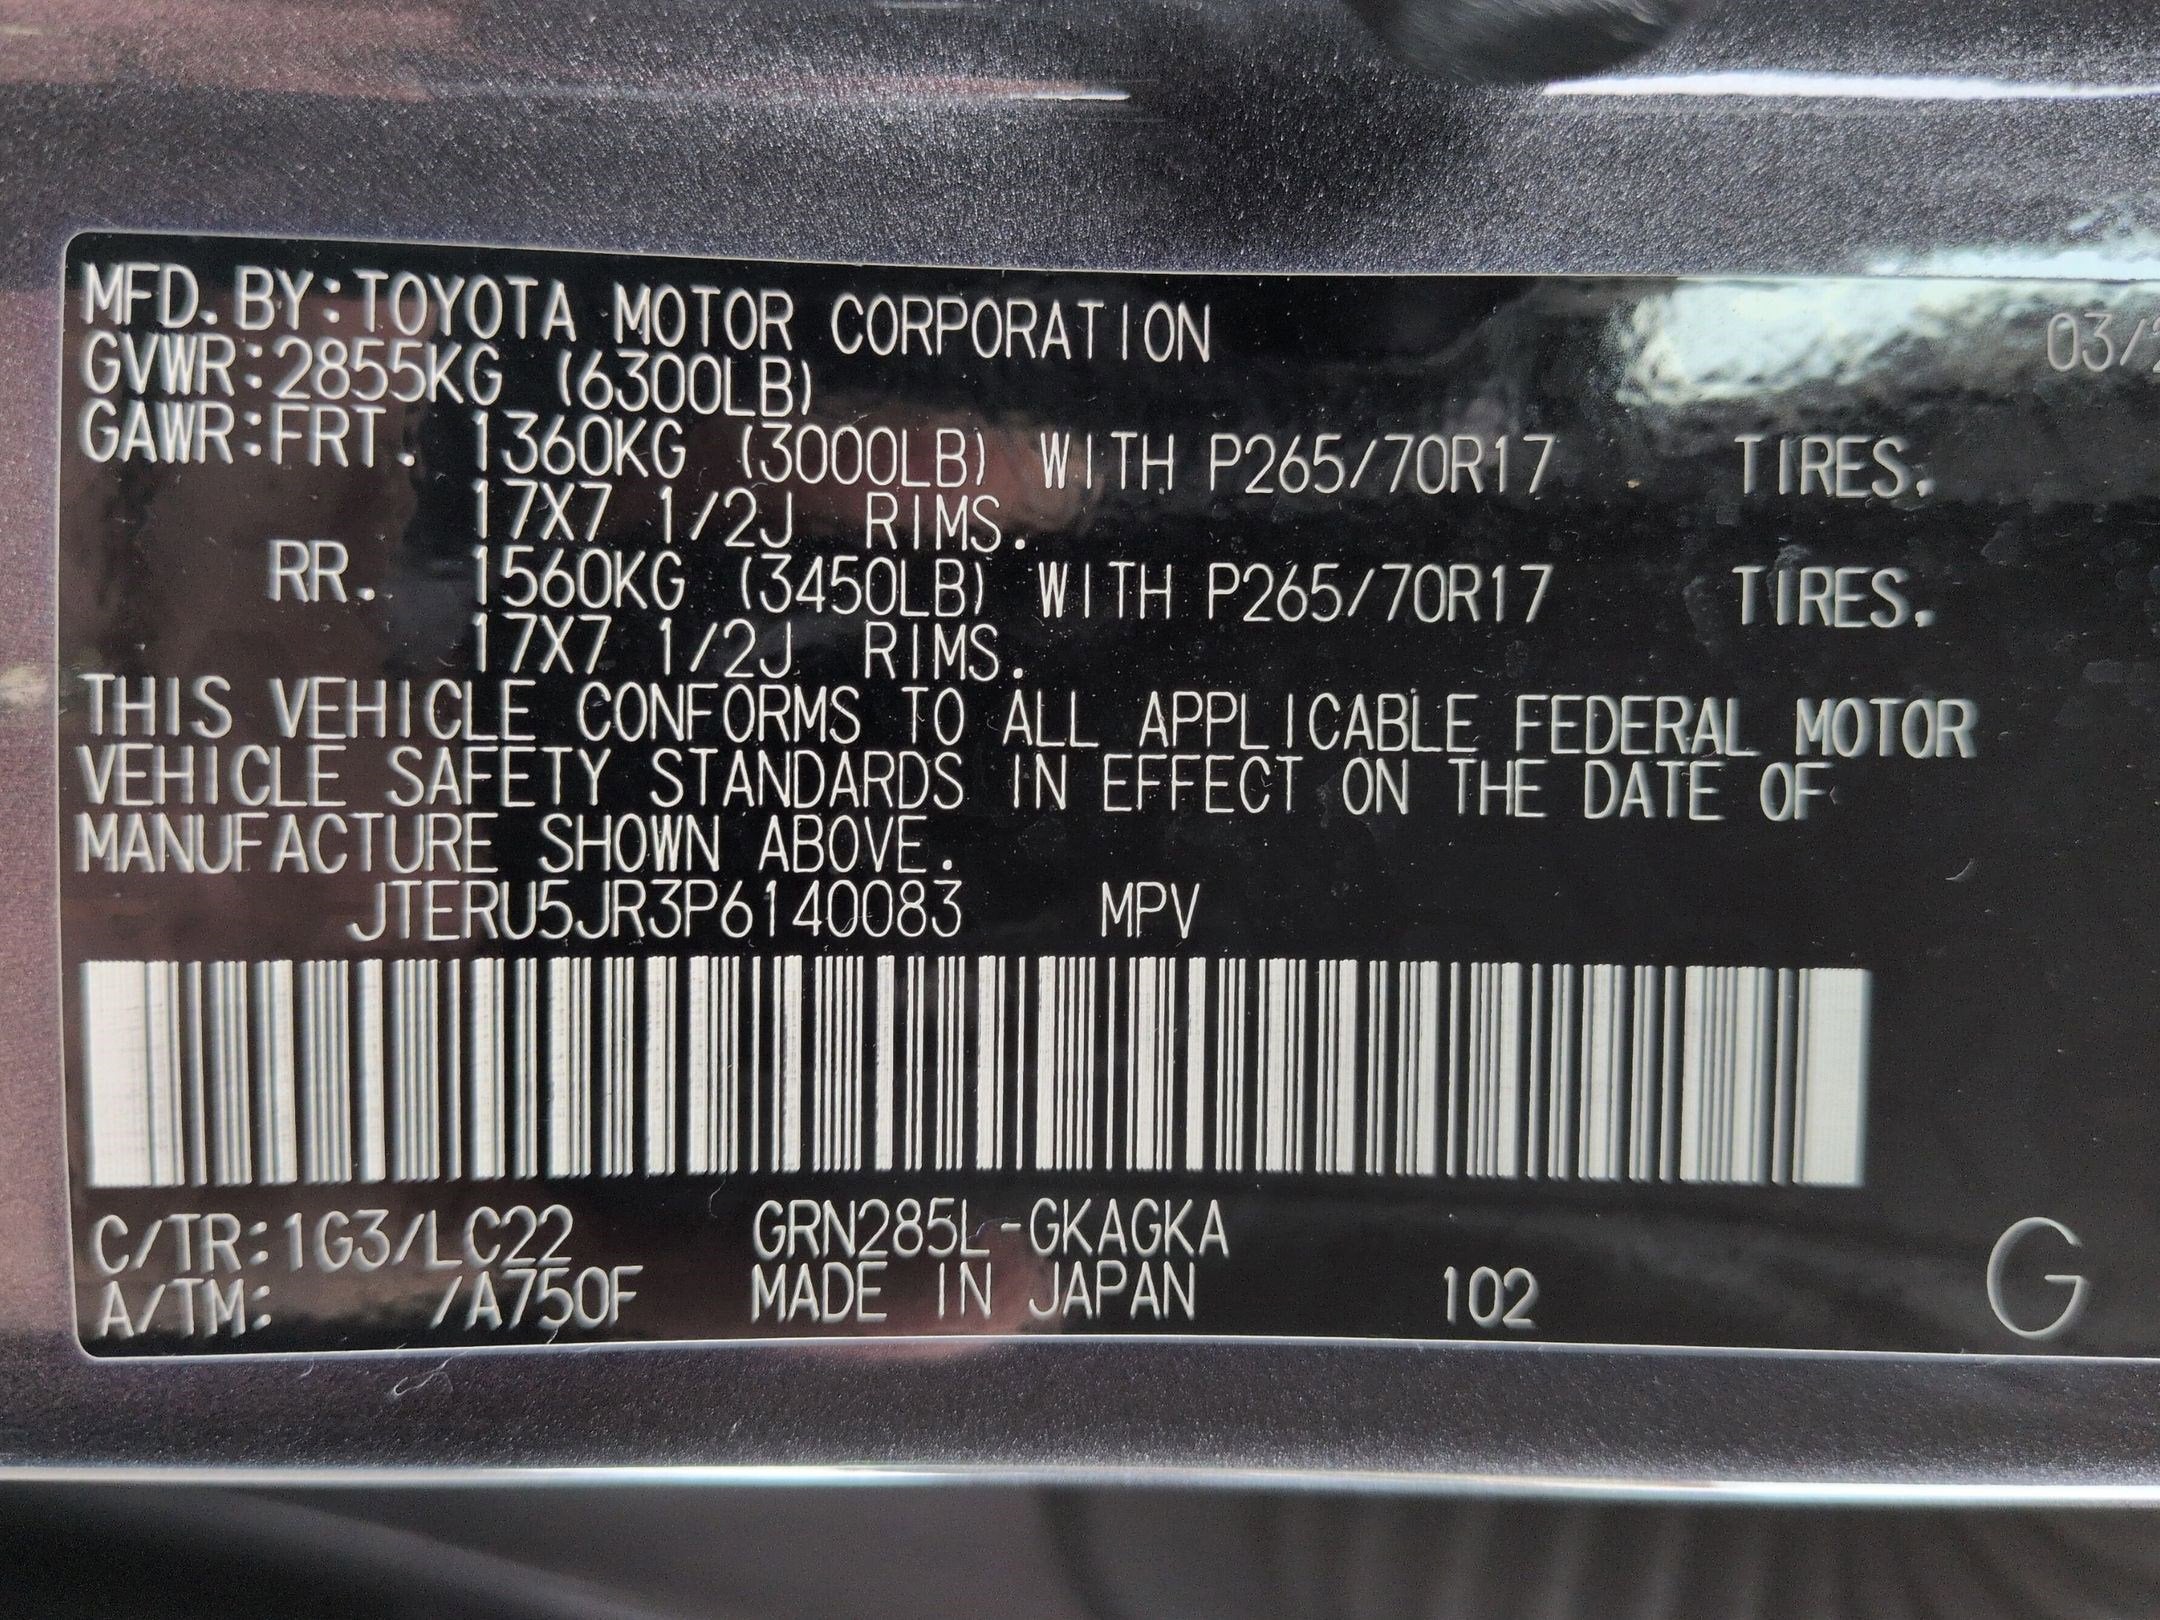 MFD. BY:TOYOTA MOTOR CORPORATION 03/2
GVWR:2855KG (6300LB)
GAWR:FRT. 1360KG (3000LB) WITH P265/70R17 TIRES.
17X7 1/2J RIMS.
RR. 1560KG (3450LB) WITH P265/70R17 TIRES.
17X7 1/2J RIMS.
THIS VEHICLE CONFORMS TO ALL APPLICABLE FEDERAL MOTOR
VEHICLE SAFETY STANDARDS IN EFFECT ON THE DATE OF
MANUFACTURE SHOWN ABOVE.
JTERU5JR3P6140083 MPV
C/TR:1G3/LC22 GRN285L-GKAGKA
A/TM: /A750F MADE IN JAPAN 102 G